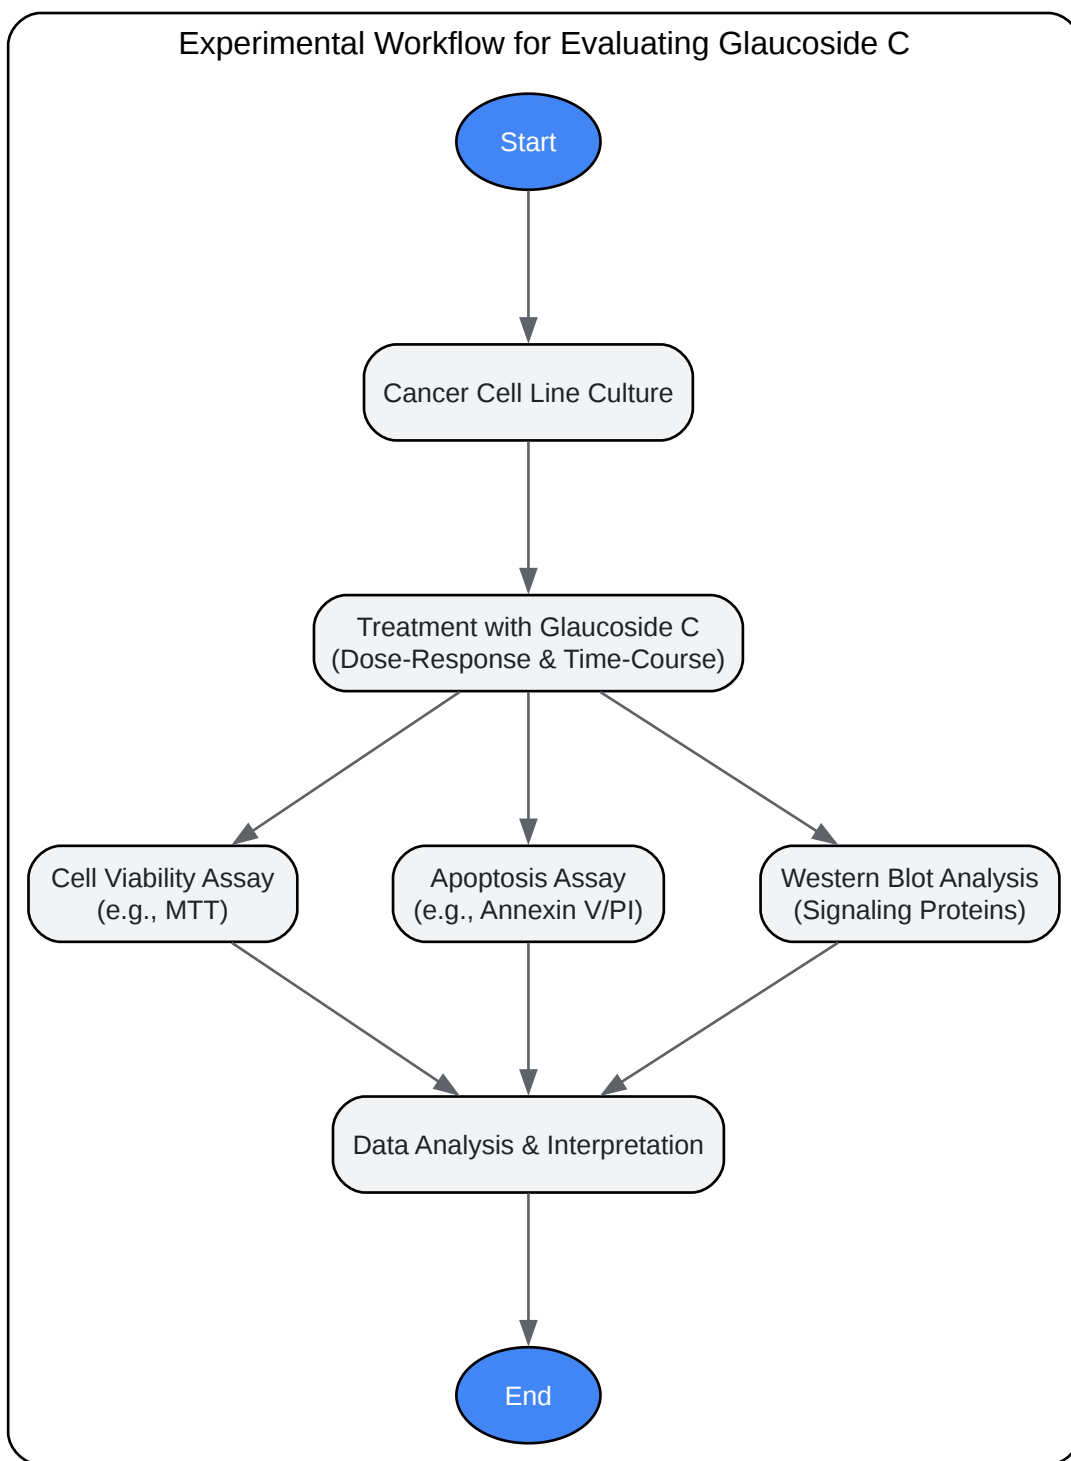 Experimental Workflow for Evaluating Glaucoside C
Start
Cancer Cell Line Culture
Treatment with Glaucoside C
(Dose-Response & Time-Course)
Cell Viability Assay
(e.g., MTT)
Apoptosis Assay
(e.g., Annexin V/PI)
Western Blot Analysis
(Signaling Proteins)
Data Analysis & Interpretation
End